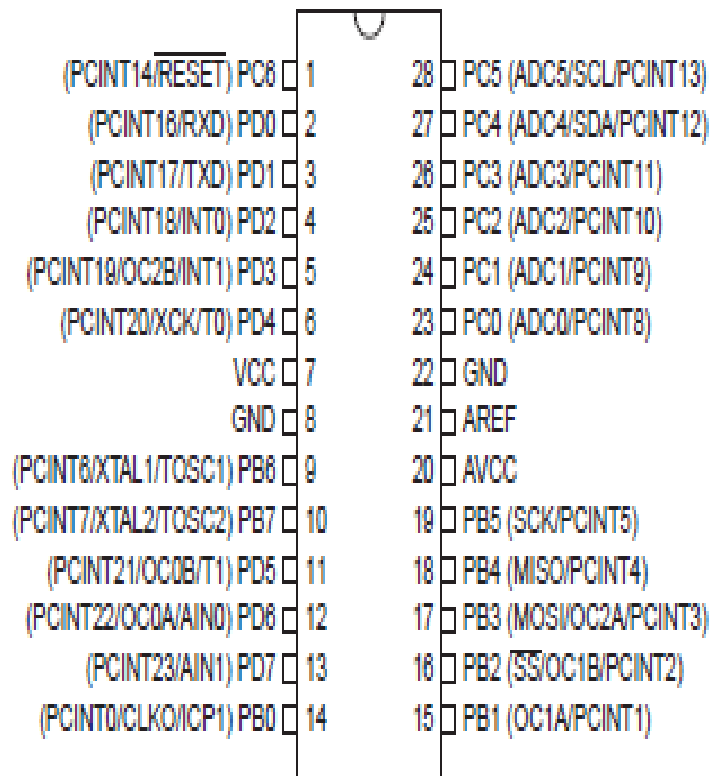 (PCINT14/RESET) PC6 1 28 PC5 (ADC5/SCL/PCINT13)
(PCINT16/RXD) PD0 2 27 PC4 (ADC4/SDA/PCINT12)
(PCINT17/TXD) PD1 3 26 PC3 (ADC3/PCINT11)
(PCINT18/INT0) PD2 4 25 PC2 (ADC2/PCINT10)
(PCINT19/OC2B/INT1) PD3 5 24 PC1 (ADC1/PCINT9)
(PCINT20/XCK/T0) PD4 6 23 PC0 (ADC0/PCINT8)
VCC 7 22 GND
GND 8 21 AREF
(PCINT6/XTAL1/TOSC1) PB6 9 20 AVCC
(PCINT7/XTAL2/TOSC2) PB7 10 19 PB5 (SCK/PCINT5)
(PCINT21/OC0B/T1) PD5 11 18 PB4 (MISO/PCINT4)
(PCINT22/OC0A/AIN0) PD6 12 17 PB3 (MOSI/OC2A/PCINT3)
(PCINT23/AIN1) PD7 13 16 PB2 (SS/OC1B/PCINT2)
(PCINT0/CLKO/ICP1) PB0 14 15 PB1 (OC1A/PCINT1)